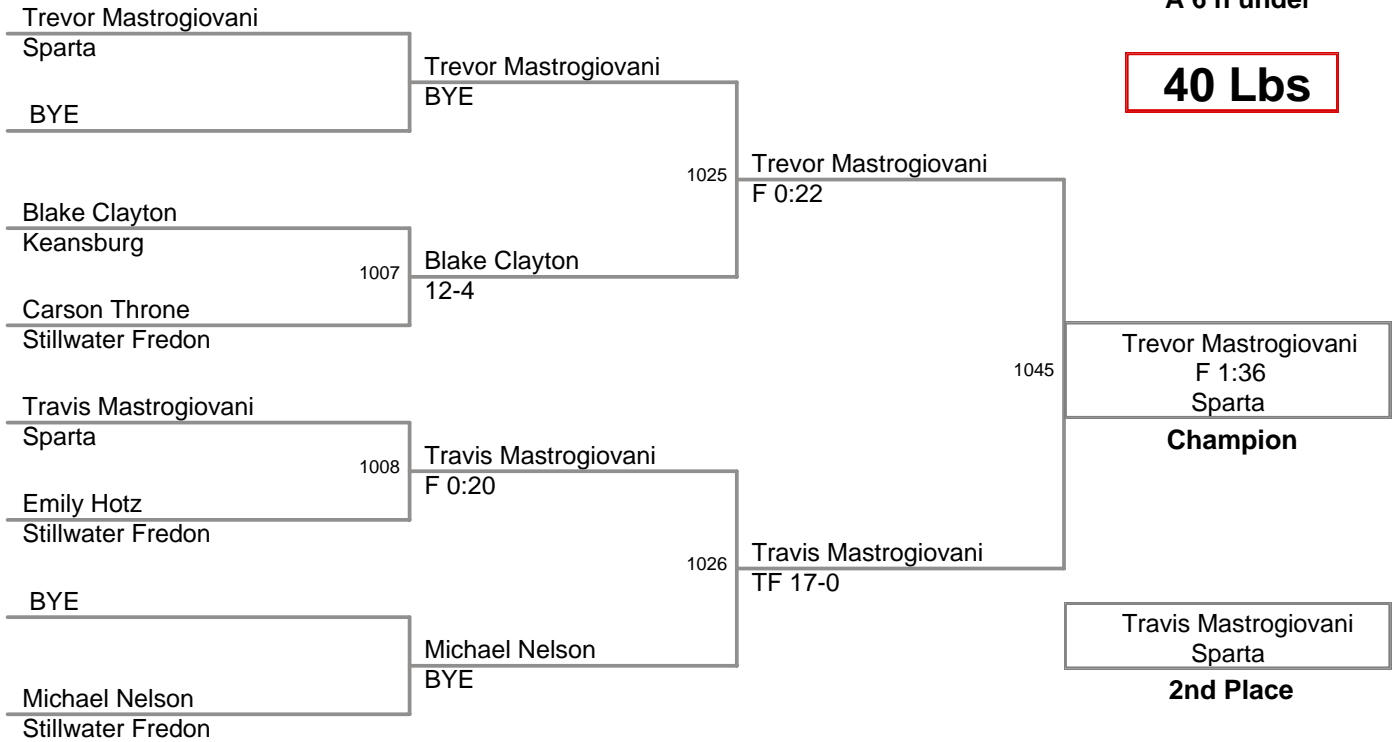 A 6 n under
40 Lbs
Trevor Mastrogiovani
Sparta
BYE
Blake Clayton
Keansburg
1007
Carson Throne
Stillwater Fredon
Travis Mastrogiovani
Sparta
1008
Emily Hotz
Stillwater Fredon
BYE
Michael Nelson
Stillwater Fredon
Trevor Mastrogiovani
BYE
1025
Blake Clayton
12-4
Travis Mastrogiovani
F 0:20
1026
Michael Nelson
BYE
Trevor Mastrogiovani
F 0:22
1045
Travis Mastrogiovani
TF 17-0
Trevor Mastrogiovani
F 1:36
Sparta
Champion
Travis Mastrogiovani
Sparta
2nd Place